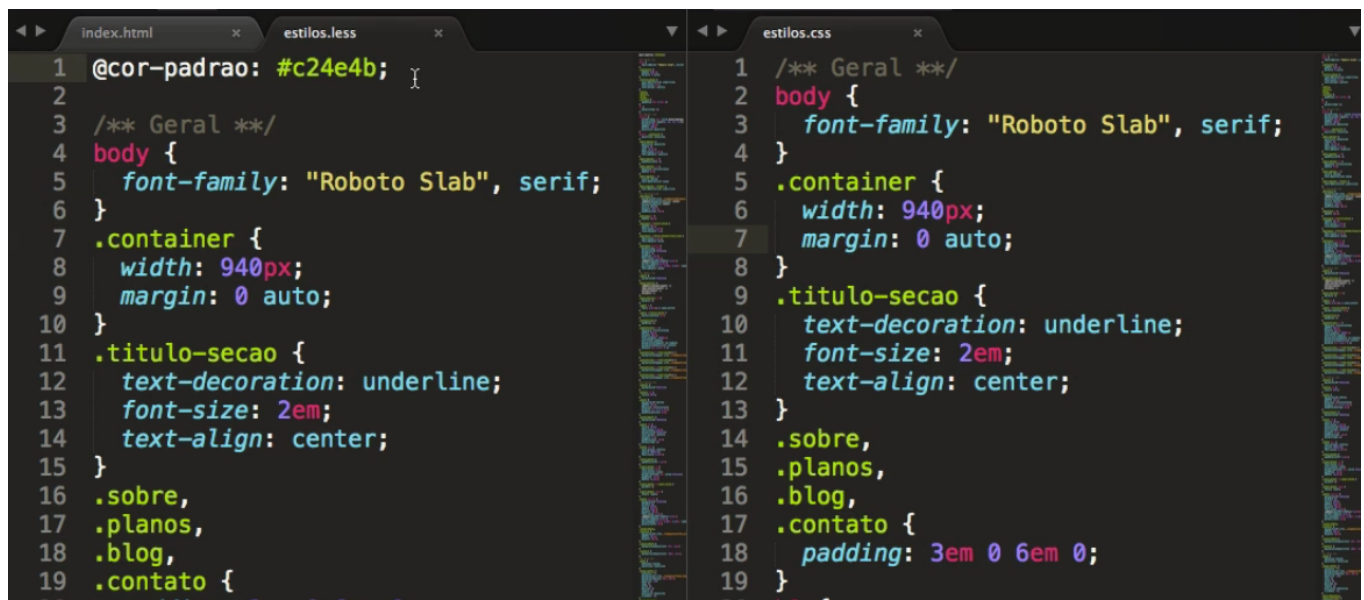 index.html × estilos.less ×
1 @cor-padrao: #c24e4b;
2
3 /** Geral **/
4 body {
5 font-family: "Roboto Slab", serif;
6 }
7 .container {
8 width: 940px;
9 margin: 0 auto;
10 }
11 .titulo-secao {
12 text-decoration: underline;
13 font-size: 2em;
14 text-align: center;
15 }
16 .sobre,
17 .planos,
18 .blog,
19 .contato {
estilos.css ×
1 /** Geral **/
2 body {
3 font-family: "Roboto Slab", serif;
4 }
5 .container {
6 width: 940px;
7 margin: 0 auto;
8 }
9 .titulo-secao {
10 text-decoration: underline;
11 font-size: 2em;
12 text-align: center;
13 }
14 .sobre,
15 .planos,
16 .blog,
17 .contato {
18 padding: 3em 0 6em 0;
19 }